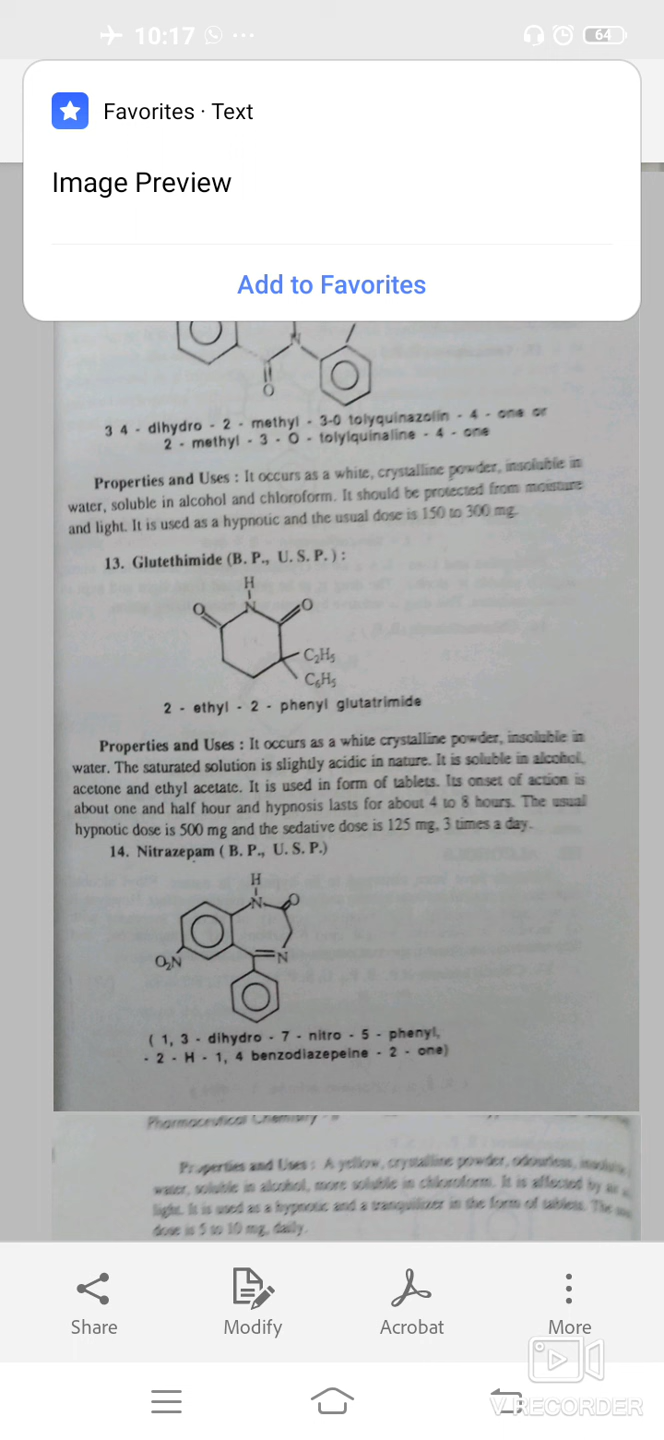 10:17
64
Favorites · Text
Image Preview
Add to Favorites
N
O
3 4 - dihydro - 2 - methyl - 3-0 tolyquinazolin - 4 - one or
2 - methyl - 3 - O - tolylquinaline - 4 - one
Properties and Uses : It occurs as a white, crystalline powder, insoluble in
water, soluble in alcohol and chloroform. It should be protected from moisture
and light. It is used as a hypnotic and the usual dose is 150 to 300 mg.
13. Glutethimide (B. P., U. S. P. ) :
H
O N O
C₂H₅
C₆H₅
2 - ethyl - 2 - phenyl glutatrimide
Properties and Uses : It occurs as a white crystalline powder, insoluble in
water. The saturated solution is slightly acidic in nature. It is soluble in alcohol,
acetone and ethyl acetate. It is used in form of tablets. Its onset of action is
about one and half hour and hypnosis lasts for about 4 to 8 hours. The usual
hypnotic dose is 500 mg and the sedative dose is 125 mg, 3 times a day.
14. Nitrazepam ( B. P., U. S. P.)
H
N O
O₂N N
( 1, 3 - dihydro - 7 - nitro - 5 - phenyl,
- 2 - H - 1, 4 benzodiazepeine - 2 - one)
Pharmaceutical Chemistry -
Properties and Uses : A yellow, crystalline powder, odourless,
water, soluble in alcohol, more soluble in chloroform. It is affected by
light. It is used as a hypnotic and a tranquilizer in the form of tablets. The
dose is 5 to 10 mg, daily.
Share Modify Acrobat More
V RECORDER